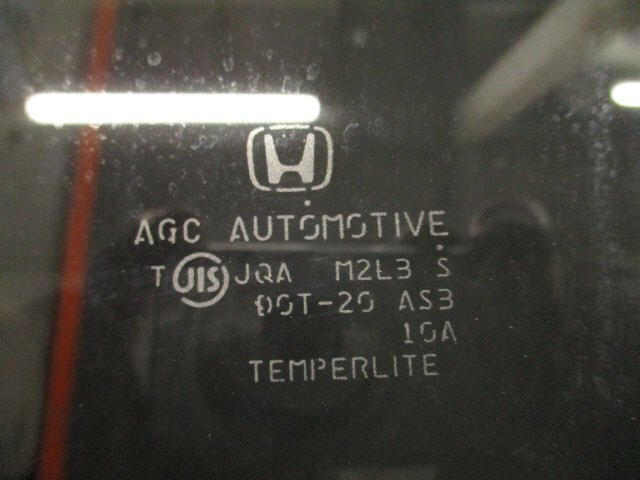 AGC AUTOMOTIVE
T JIS JQA M2L3 S
DOT-20 AS3
10A
TEMPERLITE